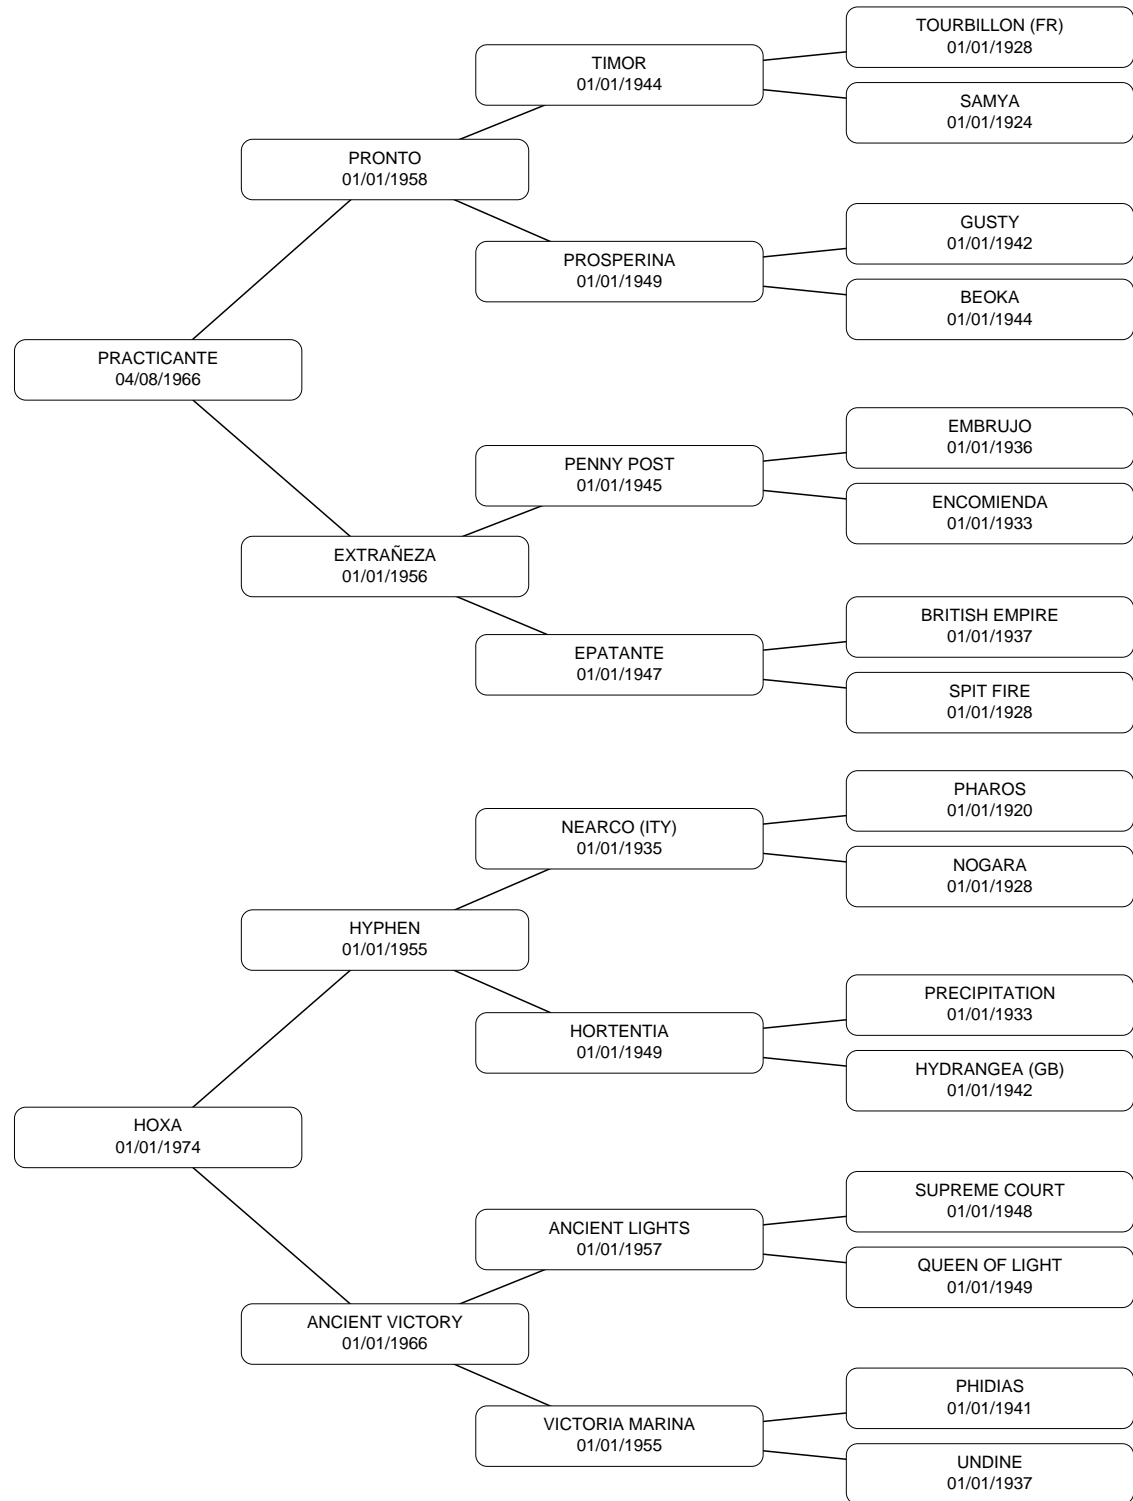 TOURBILLON (FR)
01/01/1928
TIMOR
01/01/1944
SAMYA
01/01/1924
PRONTO
01/01/1958
GUSTY
01/01/1942
PROSPERINA
01/01/1949
BEOKA
01/01/1944
PRACTICANTE
04/08/1966
EMBRUJO
01/01/1936
PENNY POST
01/01/1945
ENCOMIENDA
01/01/1933
EXTRAÑEZA
01/01/1956
BRITISH EMPIRE
01/01/1937
EPATANTE
01/01/1947
SPIT FIRE
01/01/1928
PHAROS
01/01/1920
NEARCO (ITY)
01/01/1935
NOGARA
01/01/1928
HYPHEN
01/01/1955
PRECIPITATION
01/01/1933
HORTENTIA
01/01/1949
HYDRANGEA (GB)
01/01/1942
HOXA
01/01/1974
SUPREME COURT
01/01/1948
ANCIENT LIGHTS
01/01/1957
QUEEN OF LIGHT
01/01/1949
ANCIENT VICTORY
01/01/1966
PHIDIAS
01/01/1941
VICTORIA MARINA
01/01/1955
UNDINE
01/01/1937